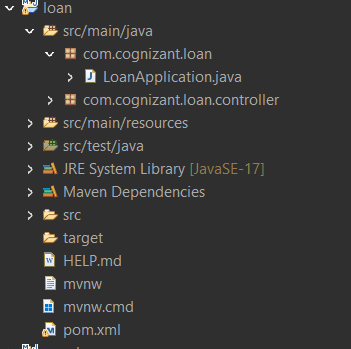 loan
src/main/java
com.cognizant.loan
LoanApplication.java
com.cognizant.loan.controller
src/main/resources
src/test/java
JRE System Library [JavaSE-17]
Maven Dependencies
src
target
HELP.md
mvnw
mvnw.cmd
pom.xml